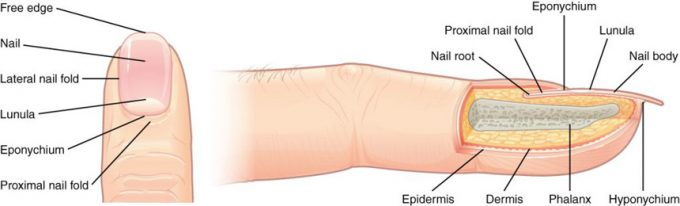 Free edge
Nail
Lateral nail fold
Lunula
Eponychium
Proximal nail fold
Eponychium
Proximal nail fold
Lunula
Nail root
Nail body
Epidermis
Dermis
Phalanx
Hyponychium